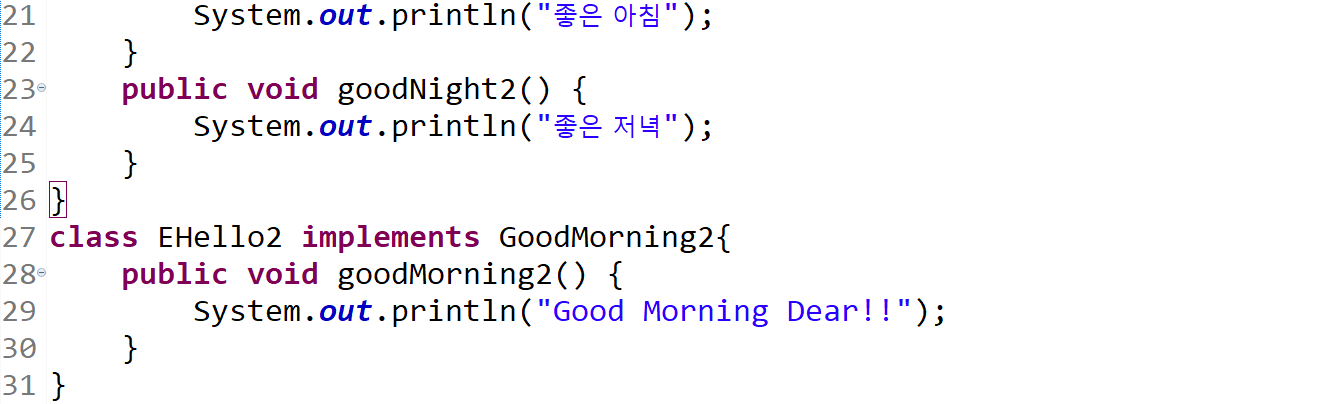 21        System.out.println("좋은 아침");
22    }
23    public void goodNight2() {
24        System.out.println("좋은 저녁");
25    }
26 }
27 class EHello2 implements GoodMorning2{
28    public void goodMorning2() {
29        System.out.println("Good Morning Dear!!");
30    }
31 }